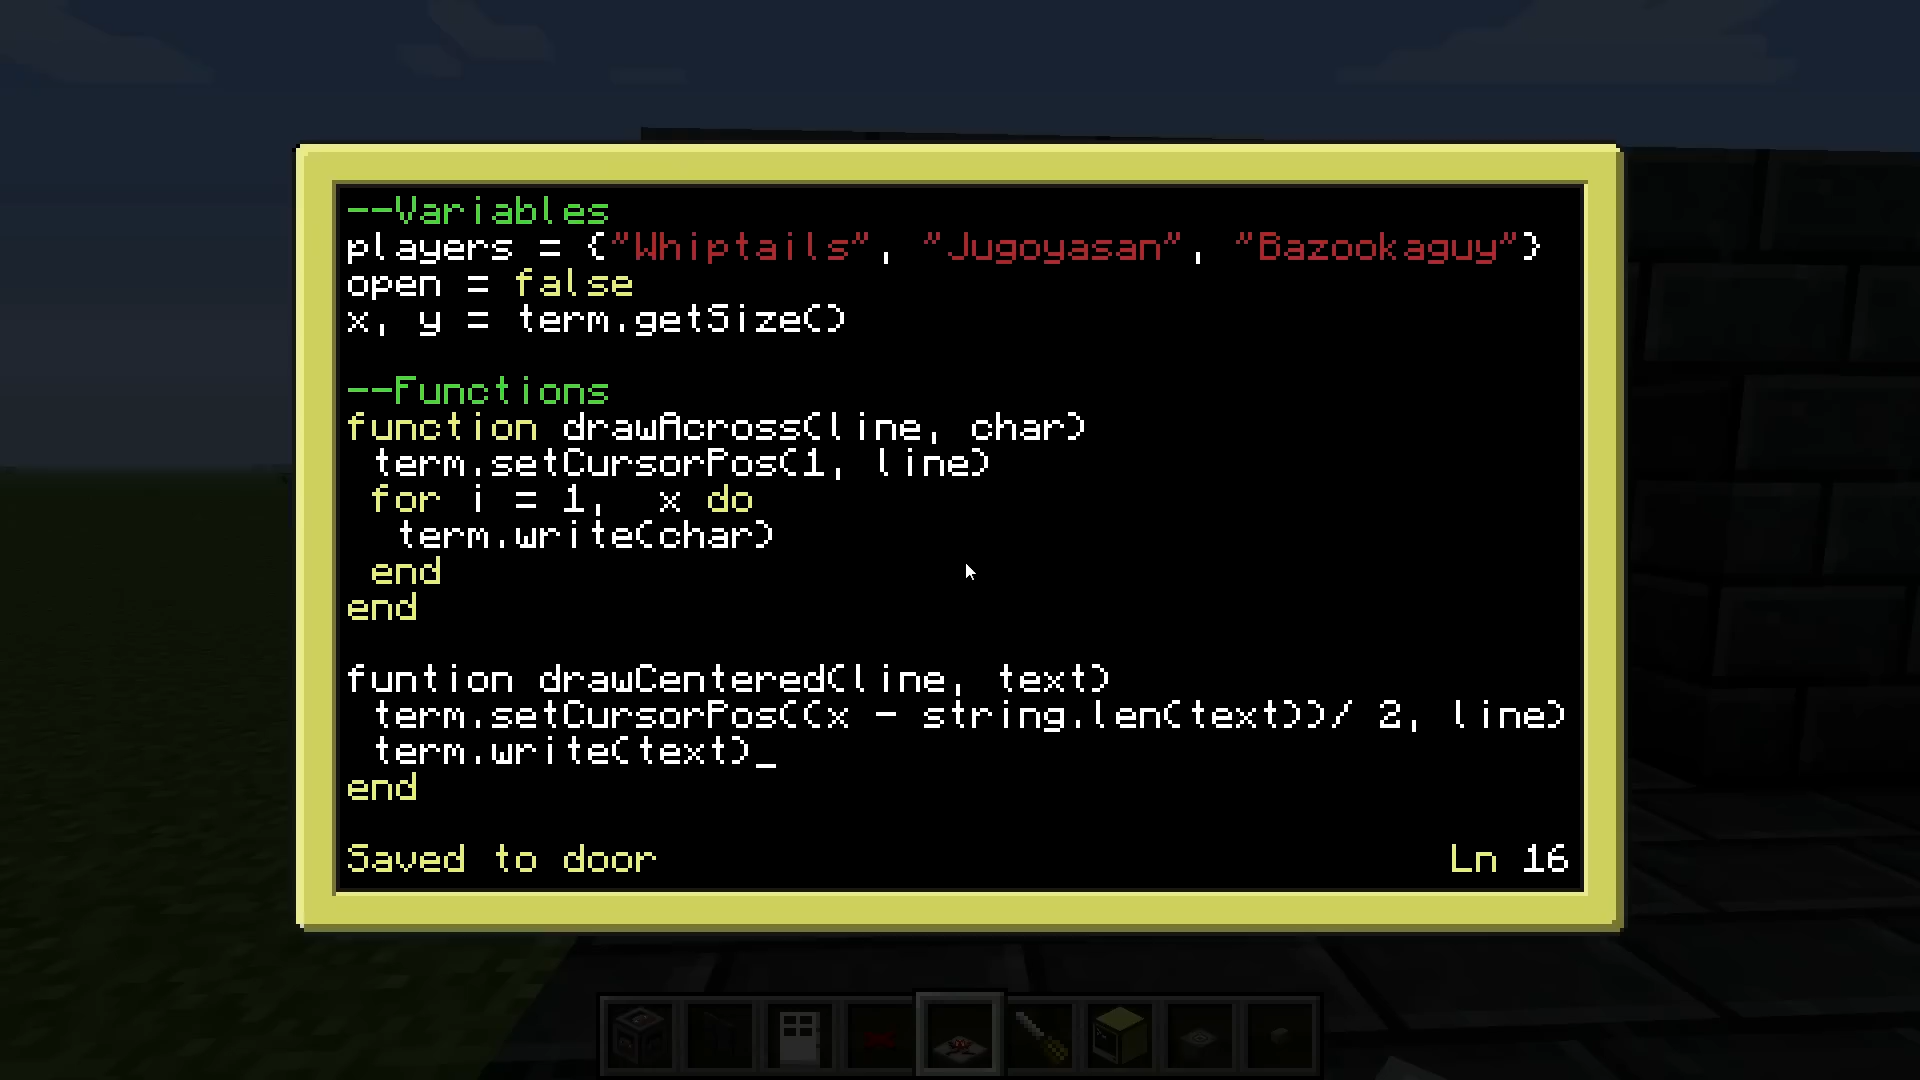 --Variables
players = {"Whiptails", "Jugoyasan", "Bazookaguy"}
open = false
x, y = term.getSize()
--Functions
function drawAcross(line, char)
 term.setCursorPos(1, line)
 for i = 1,  x do
  term.write(char)
 end
end
funtion drawCentered(line, text)
 term.setCursorPos((x - string.len(text))/ 2, line)
 term.write(text)_
end
Saved to door Ln 16